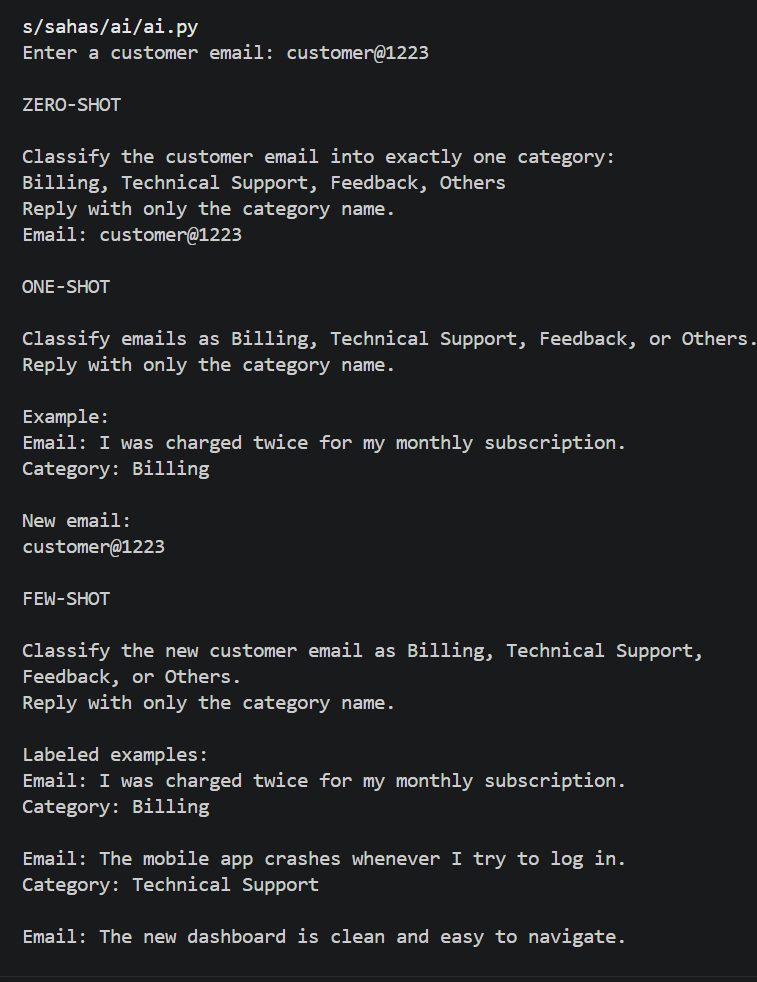 s/sahas/ai/ai.py
Enter a customer email: customer@1223
ZERO-SHOT
Classify the customer email into exactly one category:
Billing, Technical Support, Feedback, Others
Reply with only the category name.
Email: customer@1223
ONE-SHOT
Classify emails as Billing, Technical Support, Feedback, or Others.
Reply with only the category name.
Example:
Email: I was charged twice for my monthly subscription.
Category: Billing
New email:
customer@1223
FEW-SHOT
Classify the new customer email as Billing, Technical Support,
Feedback, or Others.
Reply with only the category name.
Labeled examples:
Email: I was charged twice for my monthly subscription.
Category: Billing
Email: The mobile app crashes whenever I try to log in.
Category: Technical Support
Email: The new dashboard is clean and easy to navigate.